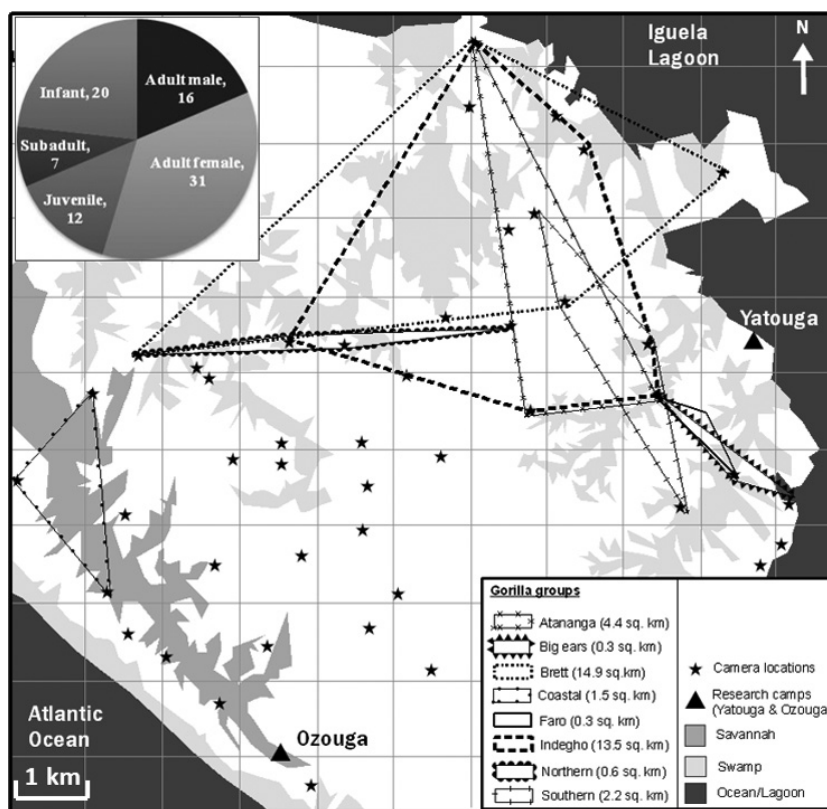 Infant, 20
Adult male,
16
Subadult,
7
Juvenile,
12
Adult female,
31
Iguela
Lagoon
N
Yatouga
Ozouga
Atlantic
Ocean
1 km
Gorilla groups
Atananga (4.4 sq. km)
Big ears (0.3 sq. km)
Brett (14.9 sq.km)
Coastal (1.5 sq. km)
Faro (0.3 sq. km)
Indegho (13.5 sq. km)
Northern (0.6 sq. km)
Southern (2.2 sq. km)
Camera locations
Research camps
(Yatouga & Ozouga)
Savannah
Swamp
Ocean/Lagoon